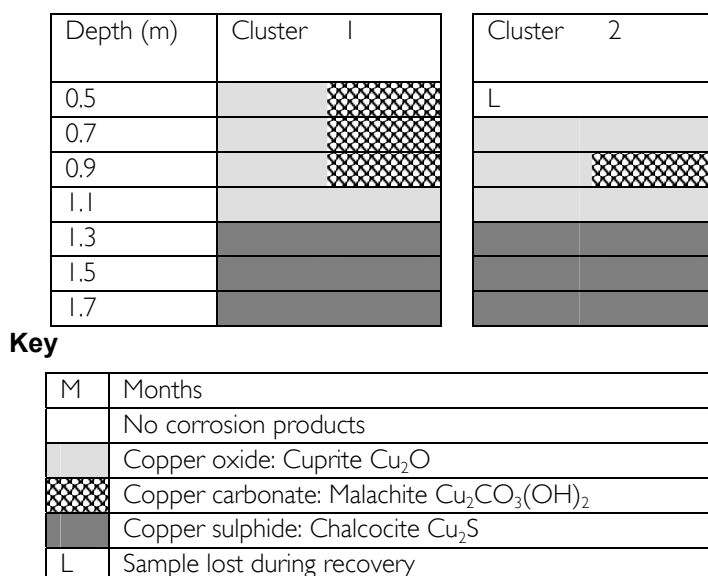 Depth (m) Cluster 1 Cluster 2
0.5 L
0.7
0.9
1.1
1.3
1.5
1.7
Key
M Months
No corrosion products
Copper oxide: Cuprite Cu₂O
Copper carbonate: Malachite Cu₂CO₃(OH)₂
Copper sulphide: Chalcocite Cu₂S
L Sample lost during recovery